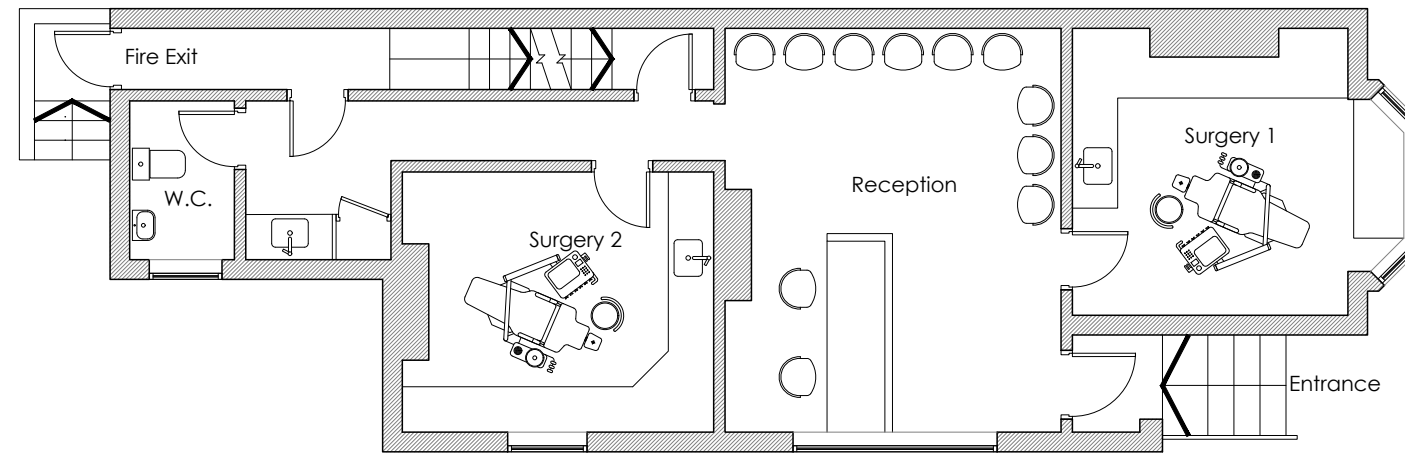 Fire Exit
Surgery 1
W.C.
Reception
Surgery 2
Entrance